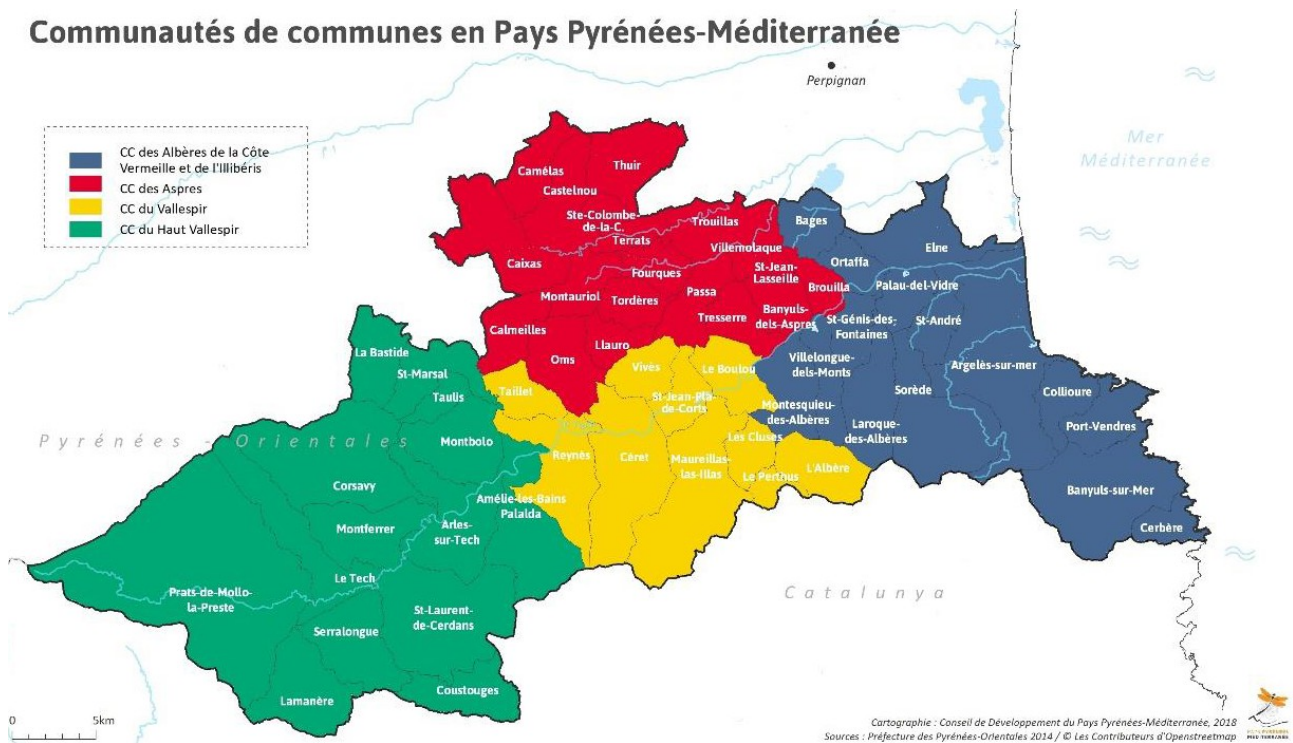 Communautés de communes en Pays Pyrénées-Méditerranée
Perpignan
Mer
Méditerranée
CC des Albères de la Côte
Vermeille et de l'Illibéris
CC des Aspres
CC du Vallespir
CC du Haut Vallespir
Camélas
Thuir
Castelnou
Ste-Colombe-
de-la-C.
Terrats
Trouillas
Villemolaque
Caixas
Fourques
St-Jean-
Lasseille
Montauriol
Tordères
Passa
Brouilla
Banyuls-
dels-Aspres
Tresserre
Calmeilles
Oms
Llauro
Bages
Elne
Ortaffa
Palau-del-Vidre
St-Génis-des-
Fontaines
St-André
Villelongue-
dels-Monts
Argelès-sur-mer
Sorède
Collioure
Montesquieu
des-Albères
Laroque-
des-Albères
Port-Vendres
Banyuls-sur-Mer
Cerbère
Vivès
Le Boulou
Taillet
St-Jean-Pla-
de-Corts
Les Cluses
Reynès
Céret
Maureillas-
las-Illas
Le Perthus
L'Albère
La Bastide
St-Marsal
Taulis
Pyrénées - Orientales
Montbolo
Corsavy
Amélie-les-Bains
Palalda
Montferrer
Arles-
sur-Tech
Le Tech
Prats-de-Mollo-
la-Preste
St-Laurent-
de-Cerdans
Serralongue
Lamanère
Coustouges
Catalunya
0 5km
Cartographie : Conseil de Développement du Pays Pyrénées-Méditerranée, 2018
Sources : Préfecture des Pyrénées-Orientales 2014 / © Les Contributeurs d'Openstreetmap